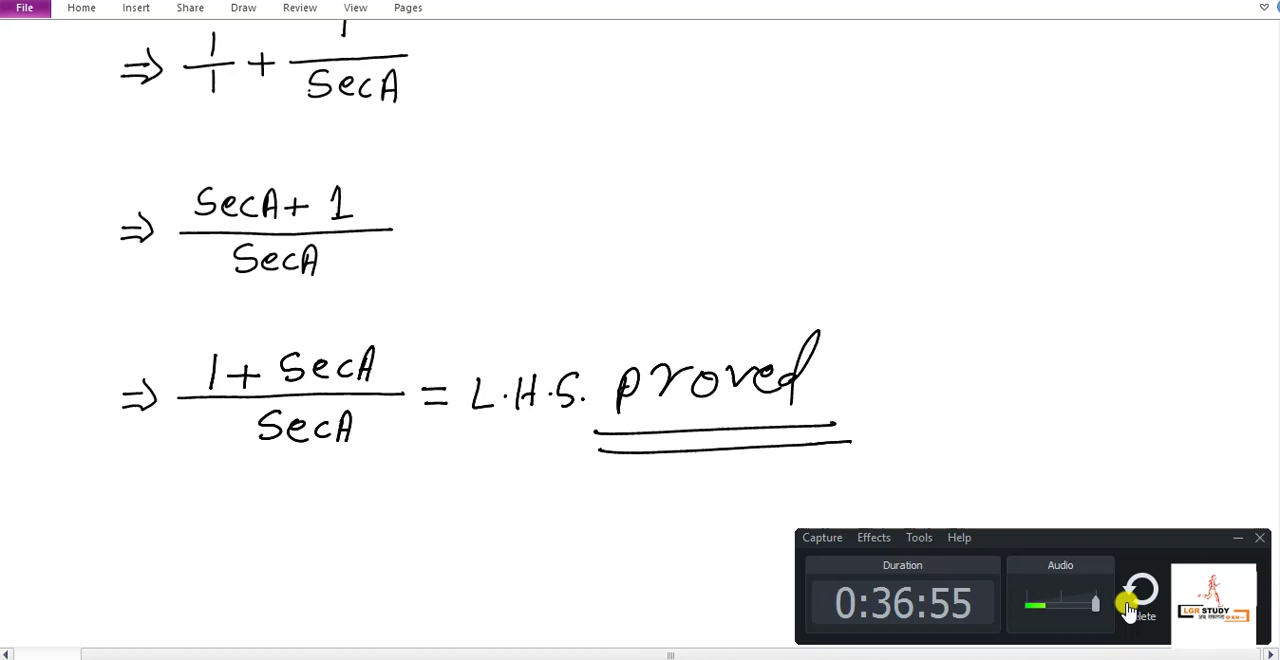 File Home Insert Share Draw Review View Pages
⇒ 1/1 + 1/SecA
⇒ SecA + 1
SecA
⇒ 1 + SecA = L.H.S. proved
SecA
Capture Effects Tools Help
Duration Audio
0:36:55
LGR STUDY